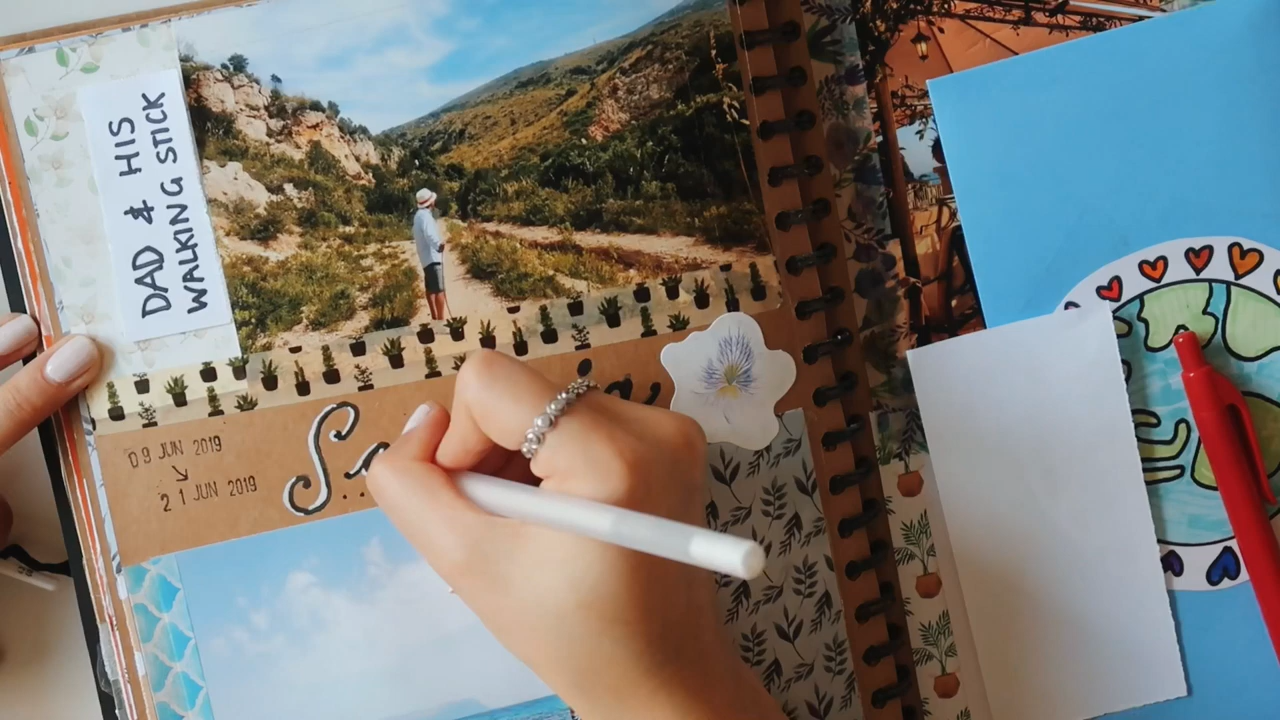 DAD & HIS
WALKING STICK
09 JUN 2019
21 JUN 2019